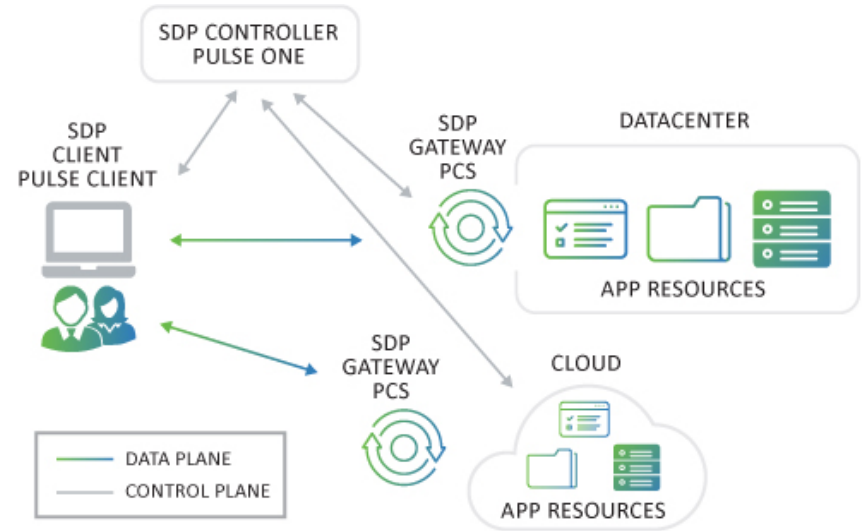 SDP CONTROLLER
PULSE ONE
SDP
CLIENT
PULSE CLIENT
SDP
GATEWAY
PCS
DATACENTER
APP RESOURCES
SDP
GATEWAY
PCS
CLOUD
APP RESOURCES
DATA PLANE
CONTROL PLANE